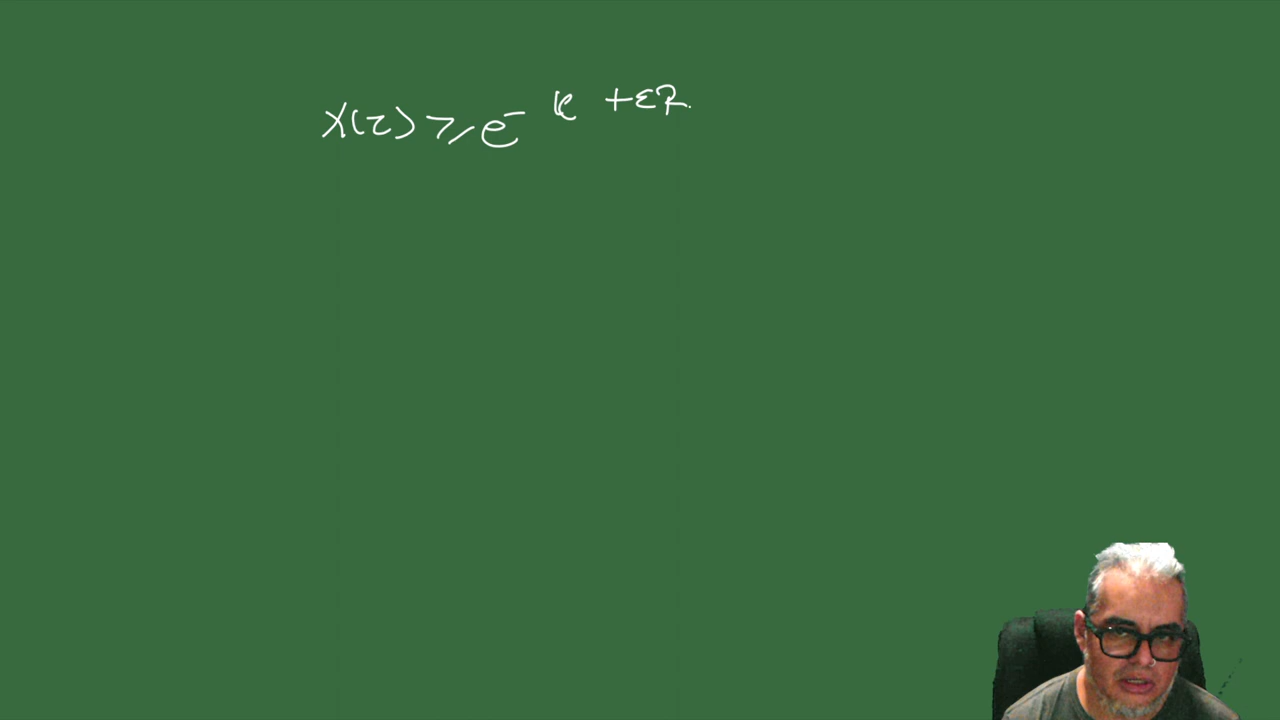 X(τ) ⩾ e^- k + εR.